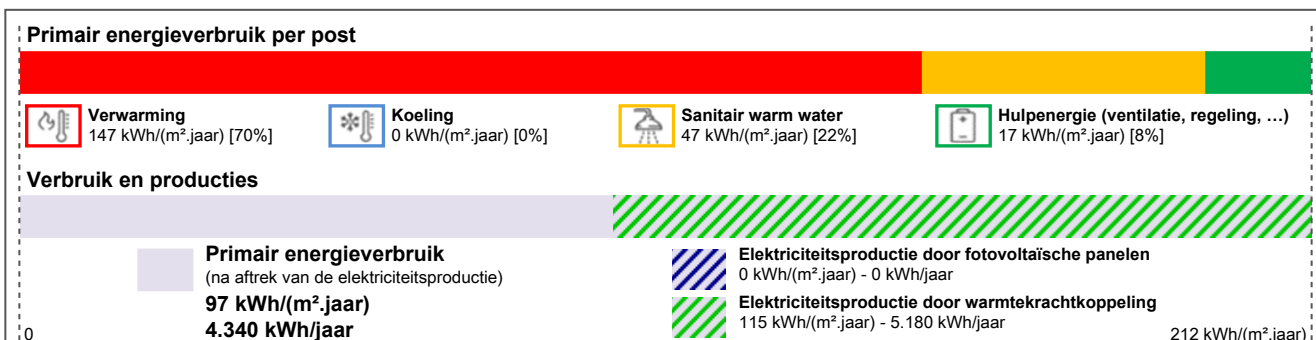 Primair energieverbruik per post
Verwarming
147 kWh/(m².jaar) [70%]
Koeling
0 kWh/(m².jaar) [0%]
Sanitair warm water
47 kWh/(m².jaar) [22%]
Hulpenergie (ventilatie, regeling, …)
17 kWh/(m².jaar) [8%]
Verbruik en producties
Primair energieverbruik
(na aftrek van de elektriciteitsproductie)
97 kWh/(m².jaar)
4.340 kWh/jaar
Elektriciteitsproductie door fotovoltaïsche panelen
0 kWh/(m².jaar) - 0 kWh/jaar
Elektriciteitsproductie door warmtekrachtkoppeling
115 kWh/(m².jaar) - 5.180 kWh/jaar
0
212 kWh/(m².jaar)